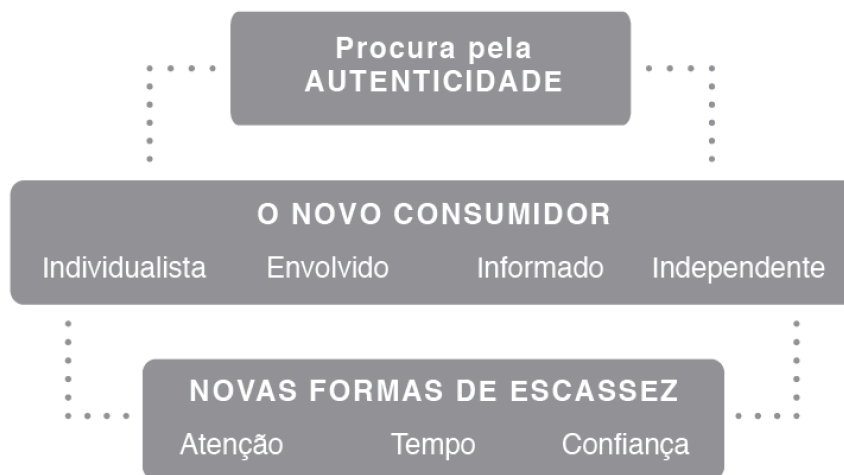 Procura pela
AUTENTICIDADE
O NOVO CONSUMIDOR
Individualista Envolvido Informado Independente
NOVAS FORMAS DE ESCASSEZ
Atenção Tempo Confiança